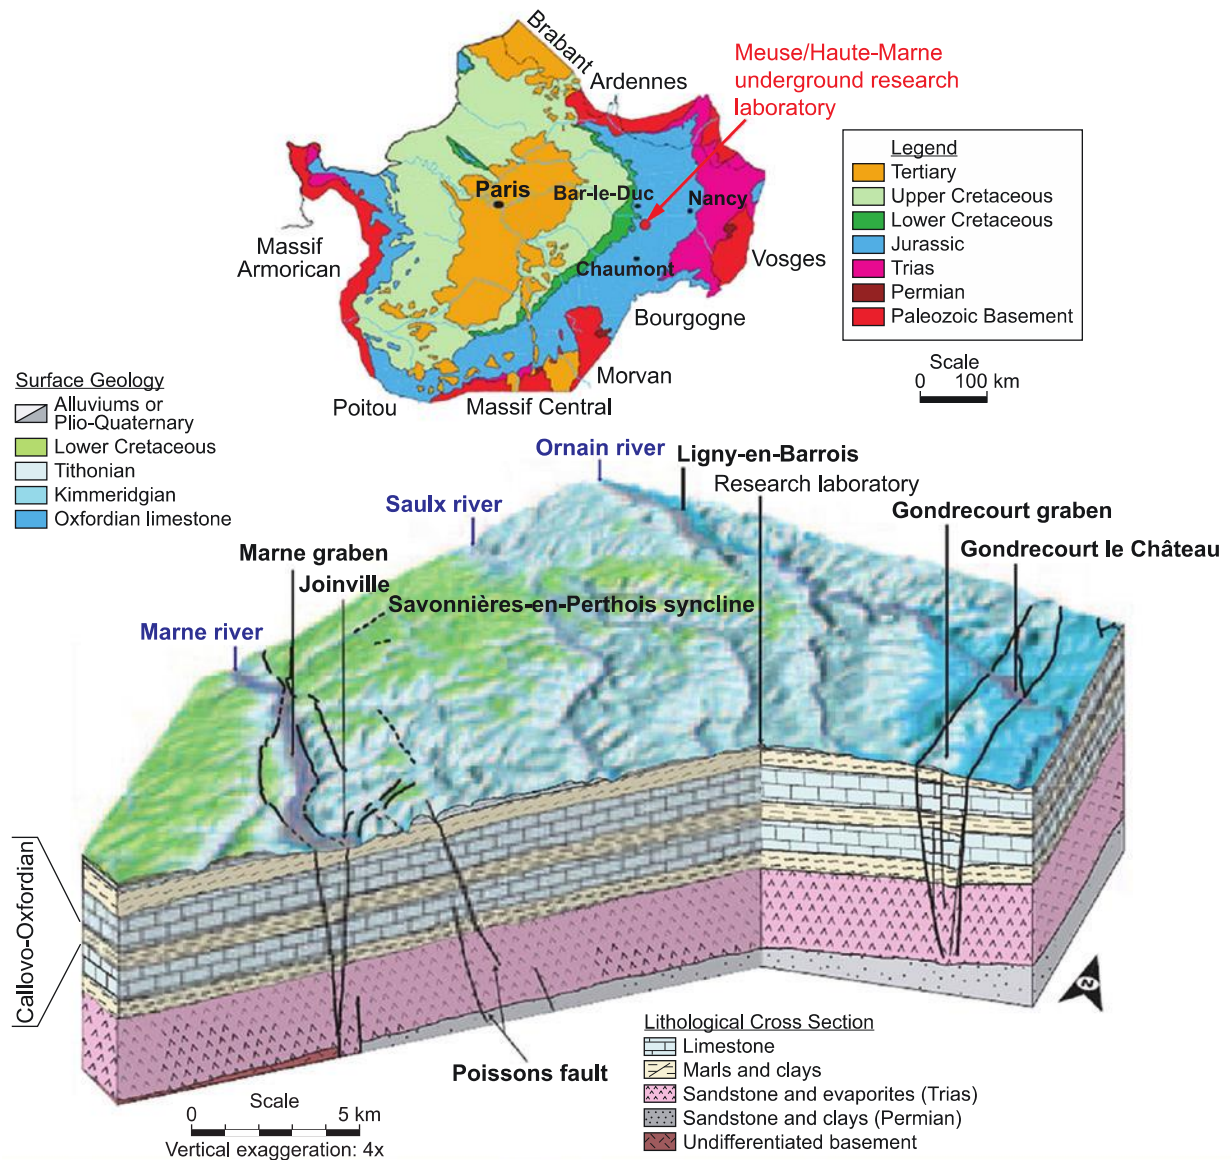 Brabant
Ardennes
Meuse/Haute-Marne
underground research
laboratory
Legend
Tertiary
Upper Cretaceous
Lower Cretaceous
Jurassic
Trias
Permian
Paleozoic Basement
Paris
Bar-le-Duc
Nancy
Massif
Armorican
Chaumont
Vosges
Bourgogne
Morvan
Poitou
Massif Central
Scale
0 100 km
Surface Geology
Alluviums or
Plio-Quaternary
Lower Cretaceous
Tithonian
Kimmeridgian
Oxfordian limestone
Ornain river
Ligny-en-Barrois
Research laboratory
Saulx river
Gondrecourt graben
Gondrecourt le Château
Marne graben
Joinville
Savonnières-en-Perthois syncline
Marne river
Callovo-Oxfordian
N
Poissons fault
Scale
0 5 km
Vertical exaggeration: 4x
Lithological Cross Section
Limestone
Marls and clays
Sandstone and evaporites (Trias)
Sandstone and clays (Permian)
Undifferentiated basement